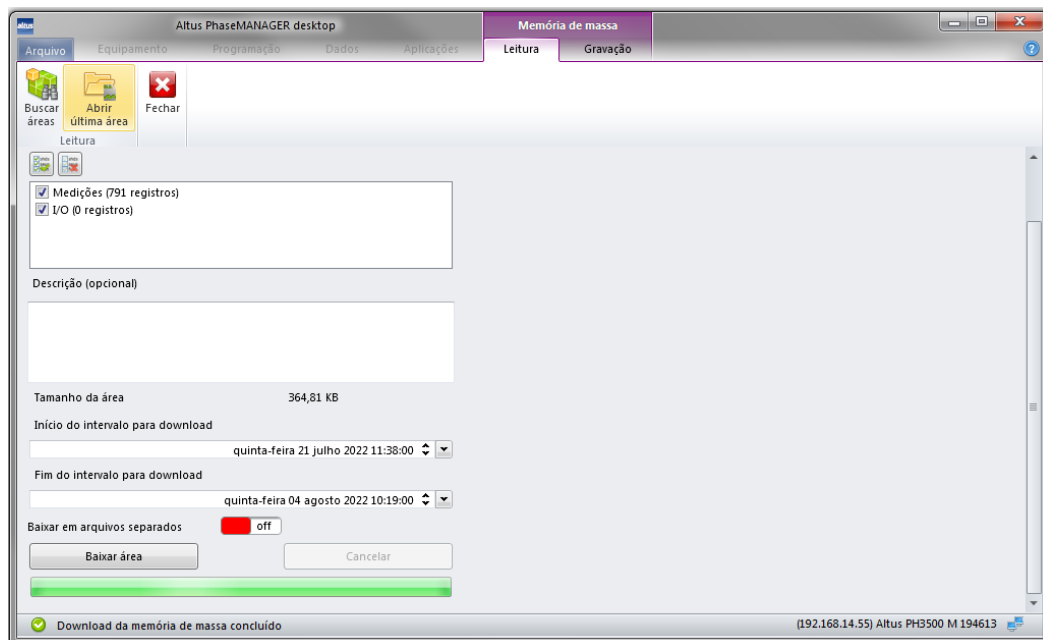 altus Altus PhaseMANAGER desktop Memória de massa
Arquivo Equipamento Programação Dados Aplicações Leitura Gravação
Buscar áreas
Abrir última área
Fechar
Leitura
Medições (791 registros)
I/O (0 registros)
Descrição (opcional)
Tamanho da área 364,81 KB
Início do intervalo para download
quinta-feira 21 julho 2022 11:38:00
Fim do intervalo para download
quinta-feira 04 agosto 2022 10:19:00
Baixar em arquivos separados off
Baixar área Cancelar
Download da memória de massa concluído (192.168.14.55) Altus PH3500 M 194613